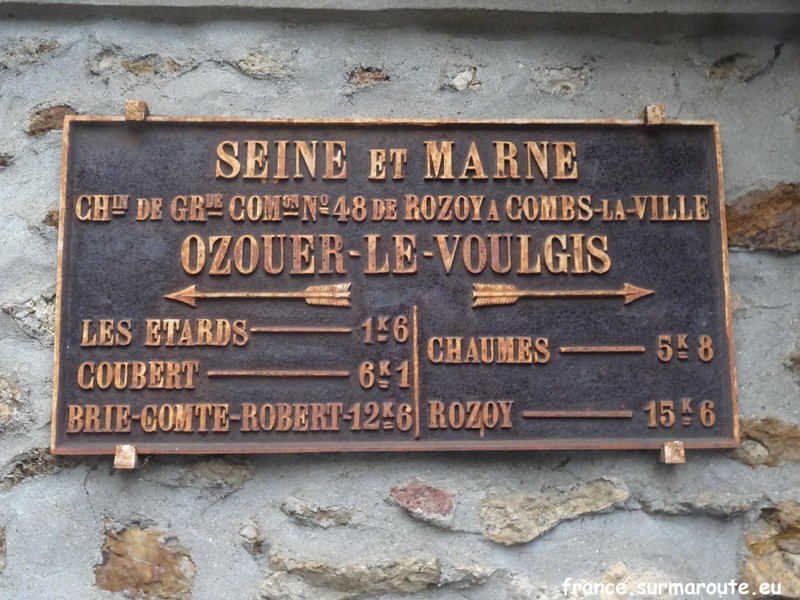 SEINE ET MARNE
CHIN DE GRDE COMON NO 48 DE ROZOY A COMBS-LA-VILLE
OZOUER-LE-VOULGIS
LES ETARDS 1K6
COUBERT 6K1
BRIE-COMTE-ROBERT-12K6
CHAUMES 5K8
ROZOY 15K6
france.surmaroute.eu